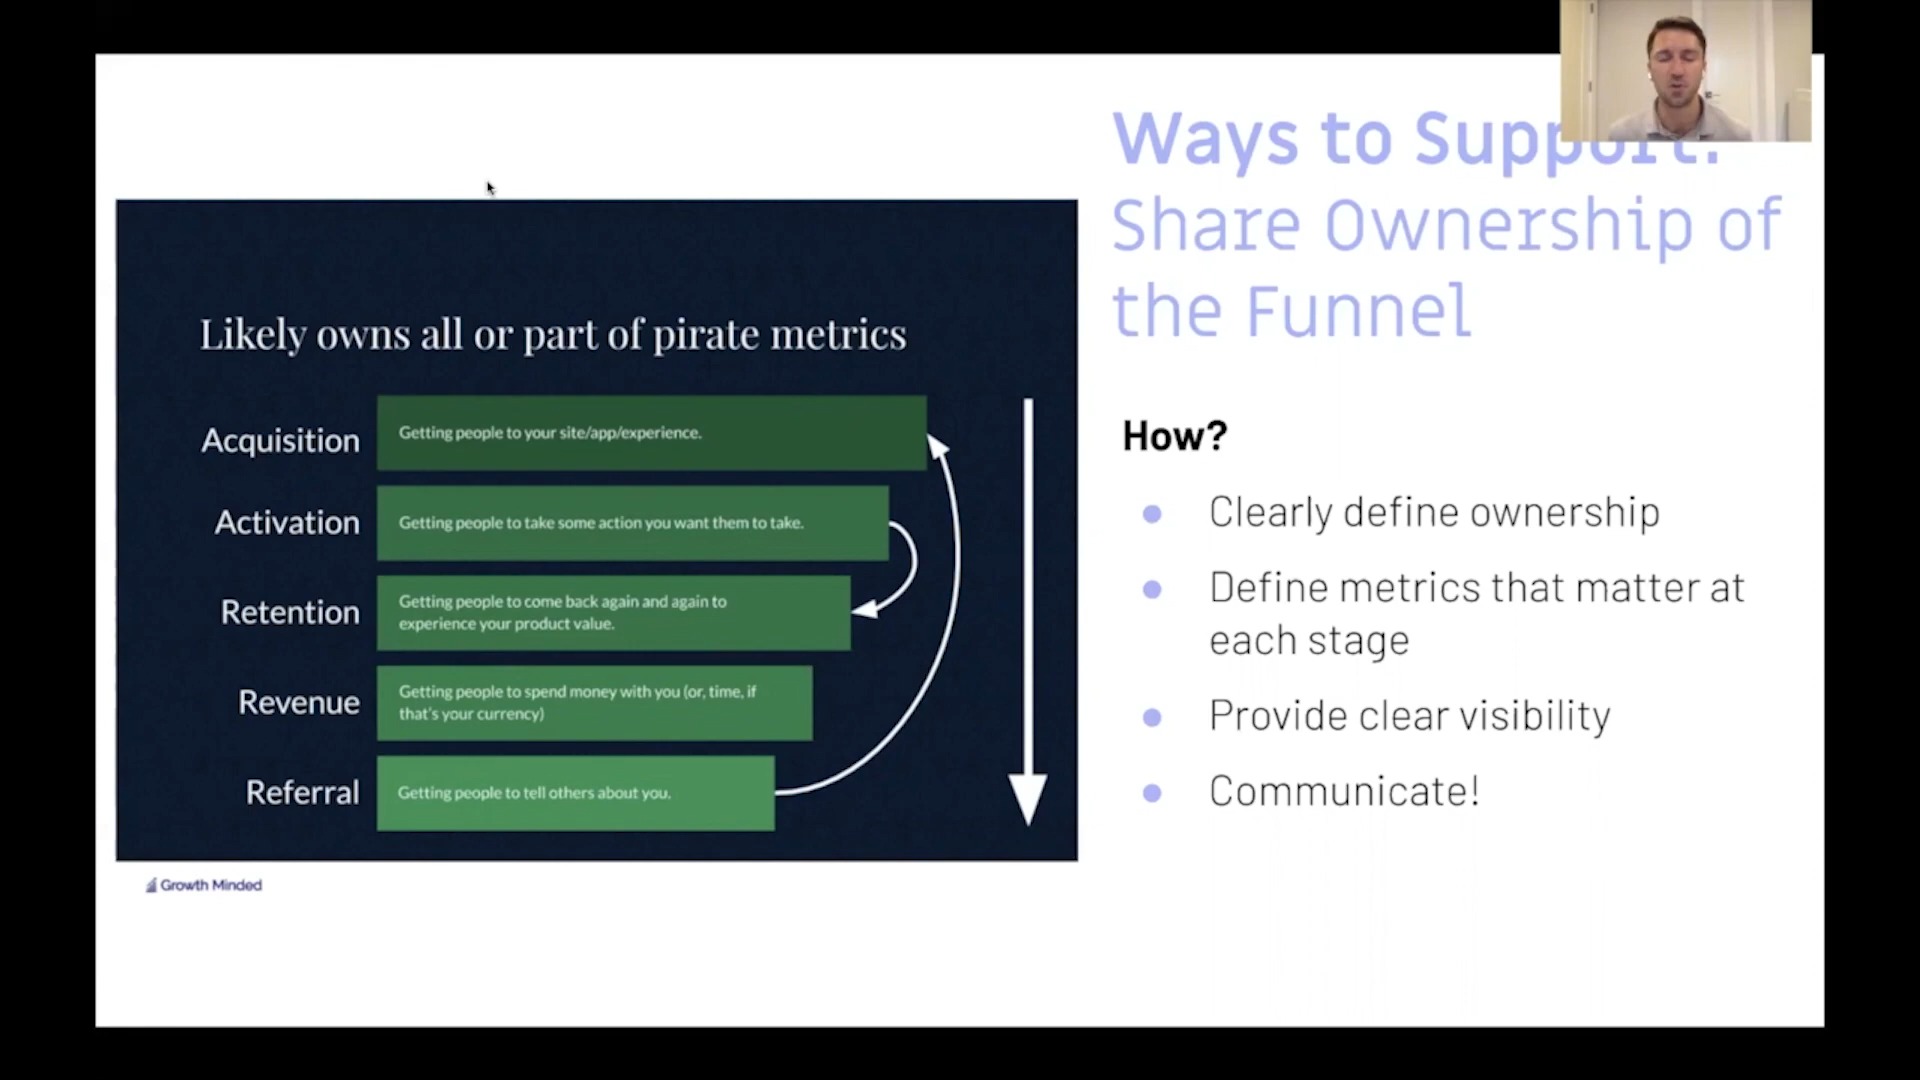 Ways to Support:
Share Ownership of
the Funnel
Likely owns all or part of pirate metrics
Acquisition
Getting people to your site/app/experience.
Activation
Getting people to take some action you want them to take.
Retention
Getting people to come back again and again to
experience your product value.
Revenue
Getting people to spend money with you (or, time, if
that's your currency)
Referral
Getting people to tell others about you.
Growth Minded
How?
Clearly define ownership
Define metrics that matter at
each stage
Provide clear visibility
Communicate!